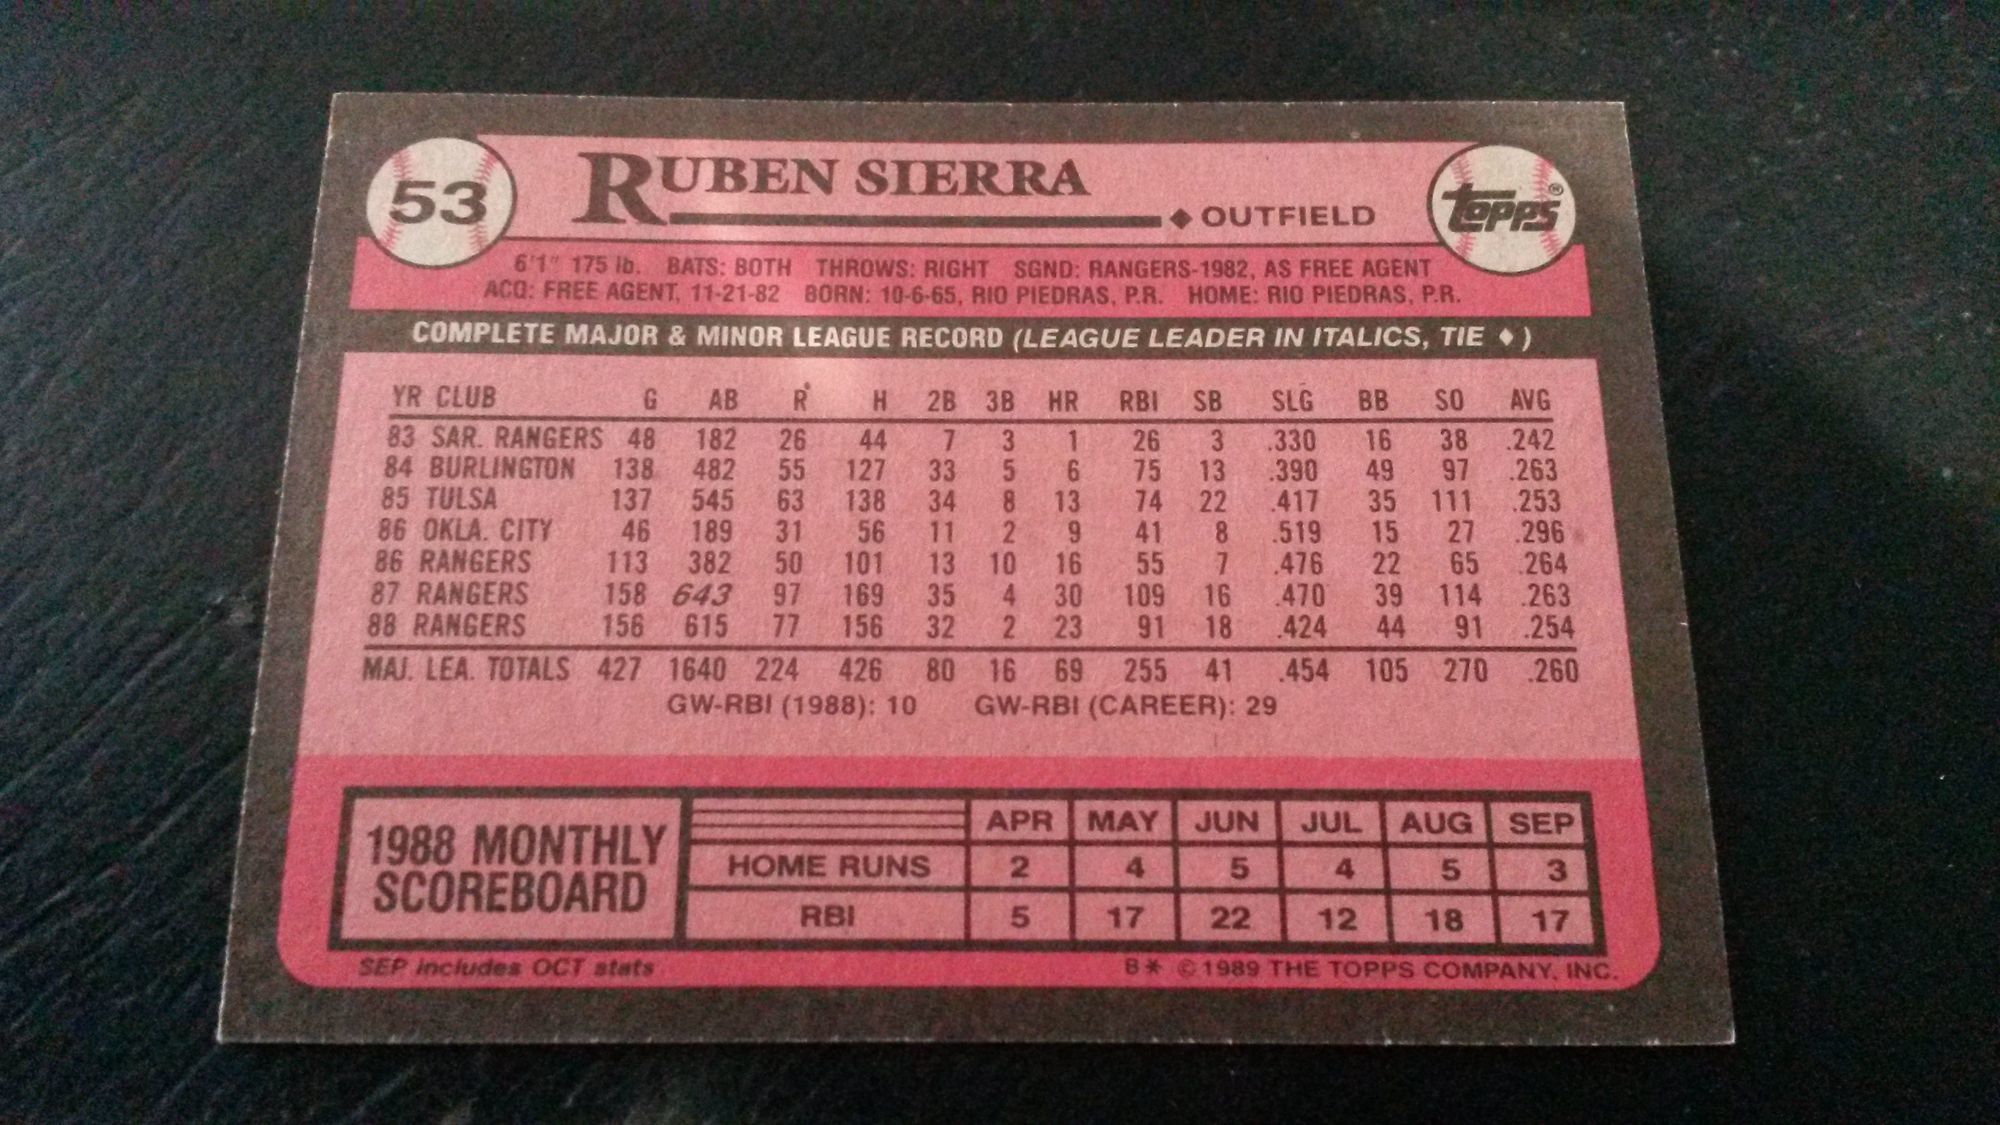 53
RUBEN SIERRA
◆ OUTFIELD
topps®
6'1" 175 lb. BATS: BOTH THROWS: RIGHT SGND: RANGERS-1982, AS FREE AGENT
ACQ: FREE AGENT, 11-21-82 BORN: 10-6-65, RIO PIEDRAS, P.R. HOME: RIO PIEDRAS, P.R.
COMPLETE MAJOR & MINOR LEAGUE RECORD (LEAGUE LEADER IN ITALICS, TIE ♦)
YR CLUB G AB R H 2B 3B HR RBI SB SLG BB SO AVG
83 SAR. RANGERS 48 182 26 44 7 3 1 26 3 .330 16 38 .242
84 BURLINGTON 138 482 55 127 33 5 6 75 13 .390 49 97 .263
85 TULSA 137 545 63 138 34 8 13 74 22 .417 35 111 .253
86 OKLA. CITY 46 189 31 56 11 2 9 41 8 .519 15 27 .296
86 RANGERS 113 382 50 101 13 10 16 55 7 .476 22 65 .264
87 RANGERS 158 643 97 169 35 4 30 109 16 .470 39 114 .263
88 RANGERS 156 615 77 156 32 2 23 91 18 .424 44 91 .254
MAJ. LEA. TOTALS 427 1640 224 426 80 16 69 255 41 .454 105 270 .260
GW-RBI (1988): 10 GW-RBI (CAREER): 29
1988 MONTHLY
SCOREBOARD
APR MAY JUN JUL AUG SEP
HOME RUNS 2 4 5 4 5 3
RBI 5 17 22 12 18 17
SEP includes OCT stats
B* © 1989 THE TOPPS COMPANY, INC.